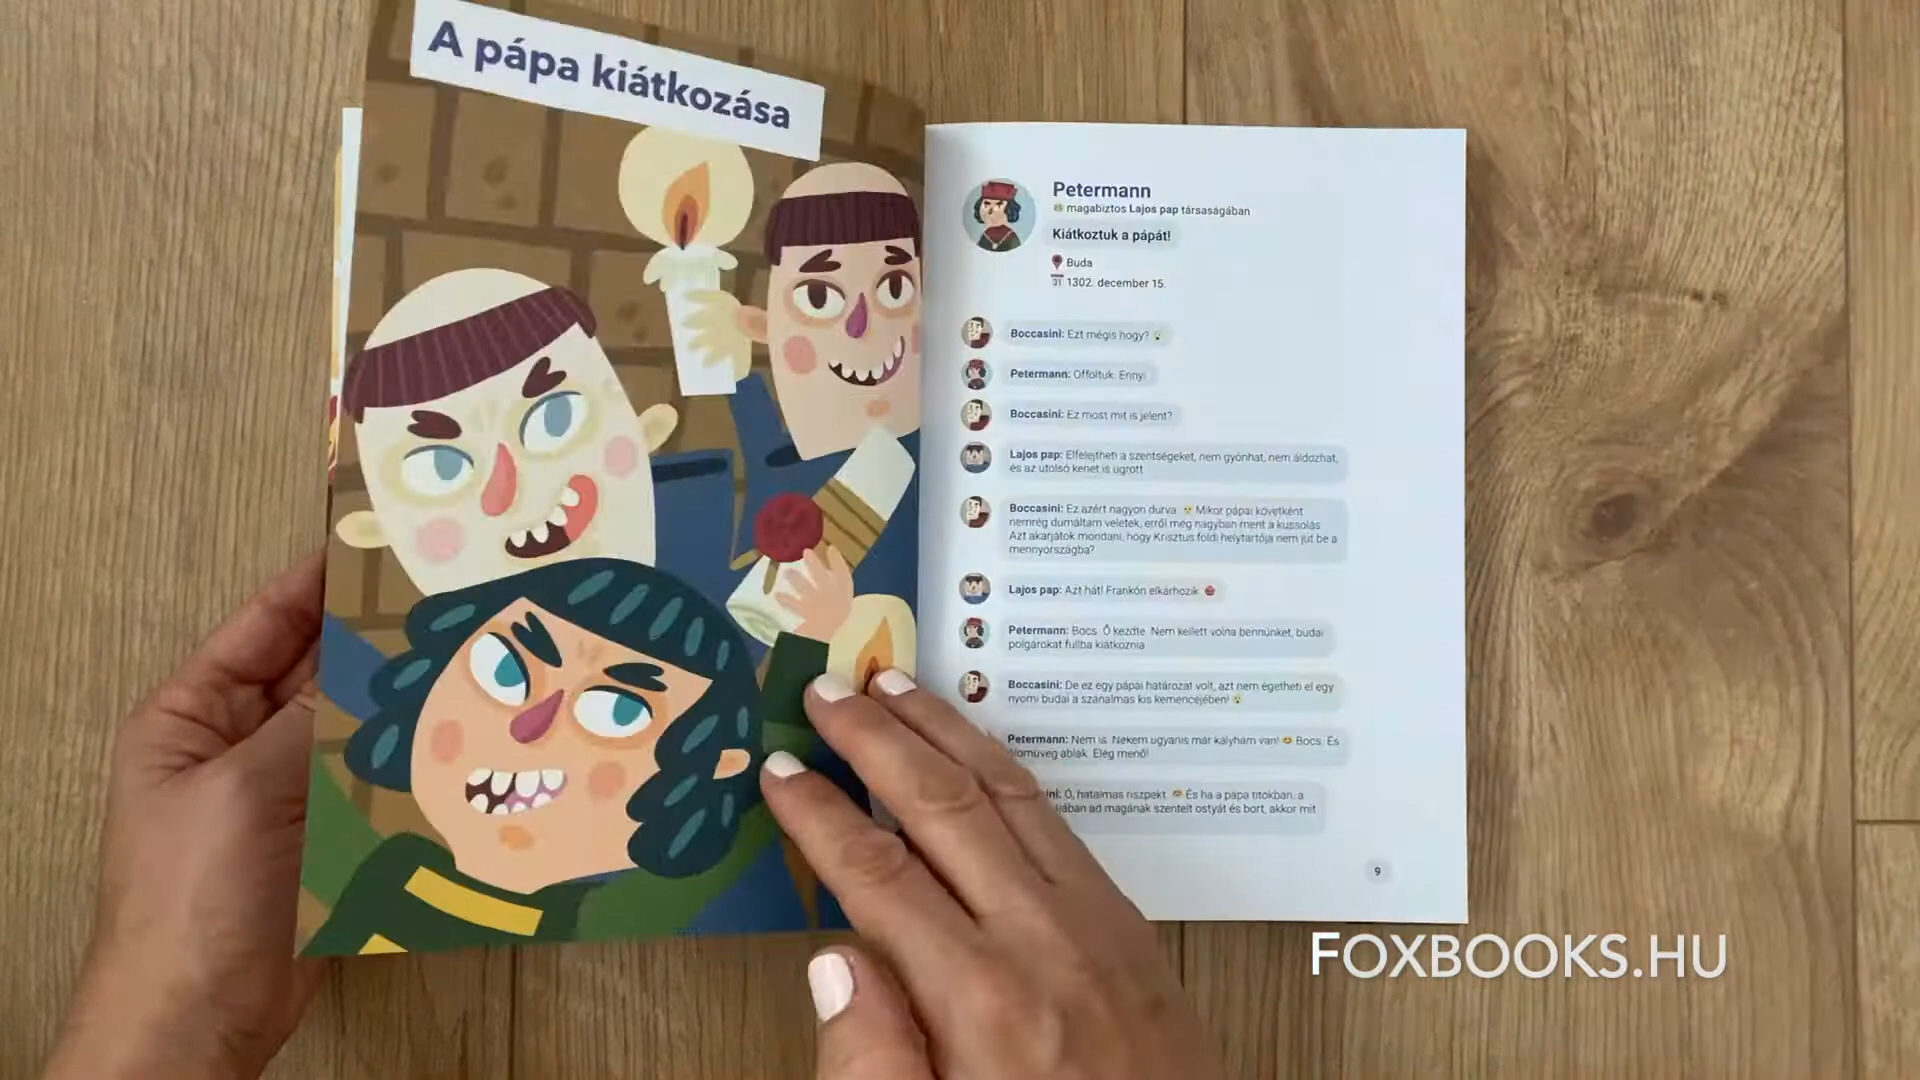 A pápa kiátkozása
Petermann
magabiztos Lajos pap társaságában
Kiátkoztuk a pápát!
Buda
31 1302. december 15.
Boccasini: Ezt mégis hogy?
Petermann: Offoltuk. Ennyi
Boccasini: Ez most mit is jelent?
Lajos pap: Elfelejtheti a szentségeket, nem gyónhat, nem áldozhat,
és az utolsó kenet is ugrott
Boccasini: Ez azért nagyon durva Mikor pápai követként
nemrég dumáltam veletek, erről még nagyban ment a kussolás
Azt akarjátok mondani, hogy Krisztus földi helytartója nem jut be a
mennyországba?
Lajos pap: Azt hát! Frankón elkárhozik.
Petermann: Bocs. Ő kezdte. Nem kellett volna bennünket, budai
polgárokat fullba kiátkoznia
Boccasini: De ez egy pápai határozat volt, azt nem égetheti el egy
nyomi budai a szánalmas kis kemencéjében!
Petermann: Nem is. Nekem ugyanis már kályhám van! Bocs. És
ólomüveg ablak. Elég menő!
ini: Ó, hatalmas riszpekt. És ha a pápa titokban, a
ad magának szentelt ostyát és bort, akkor mit
9
FOXBOOKS.HU